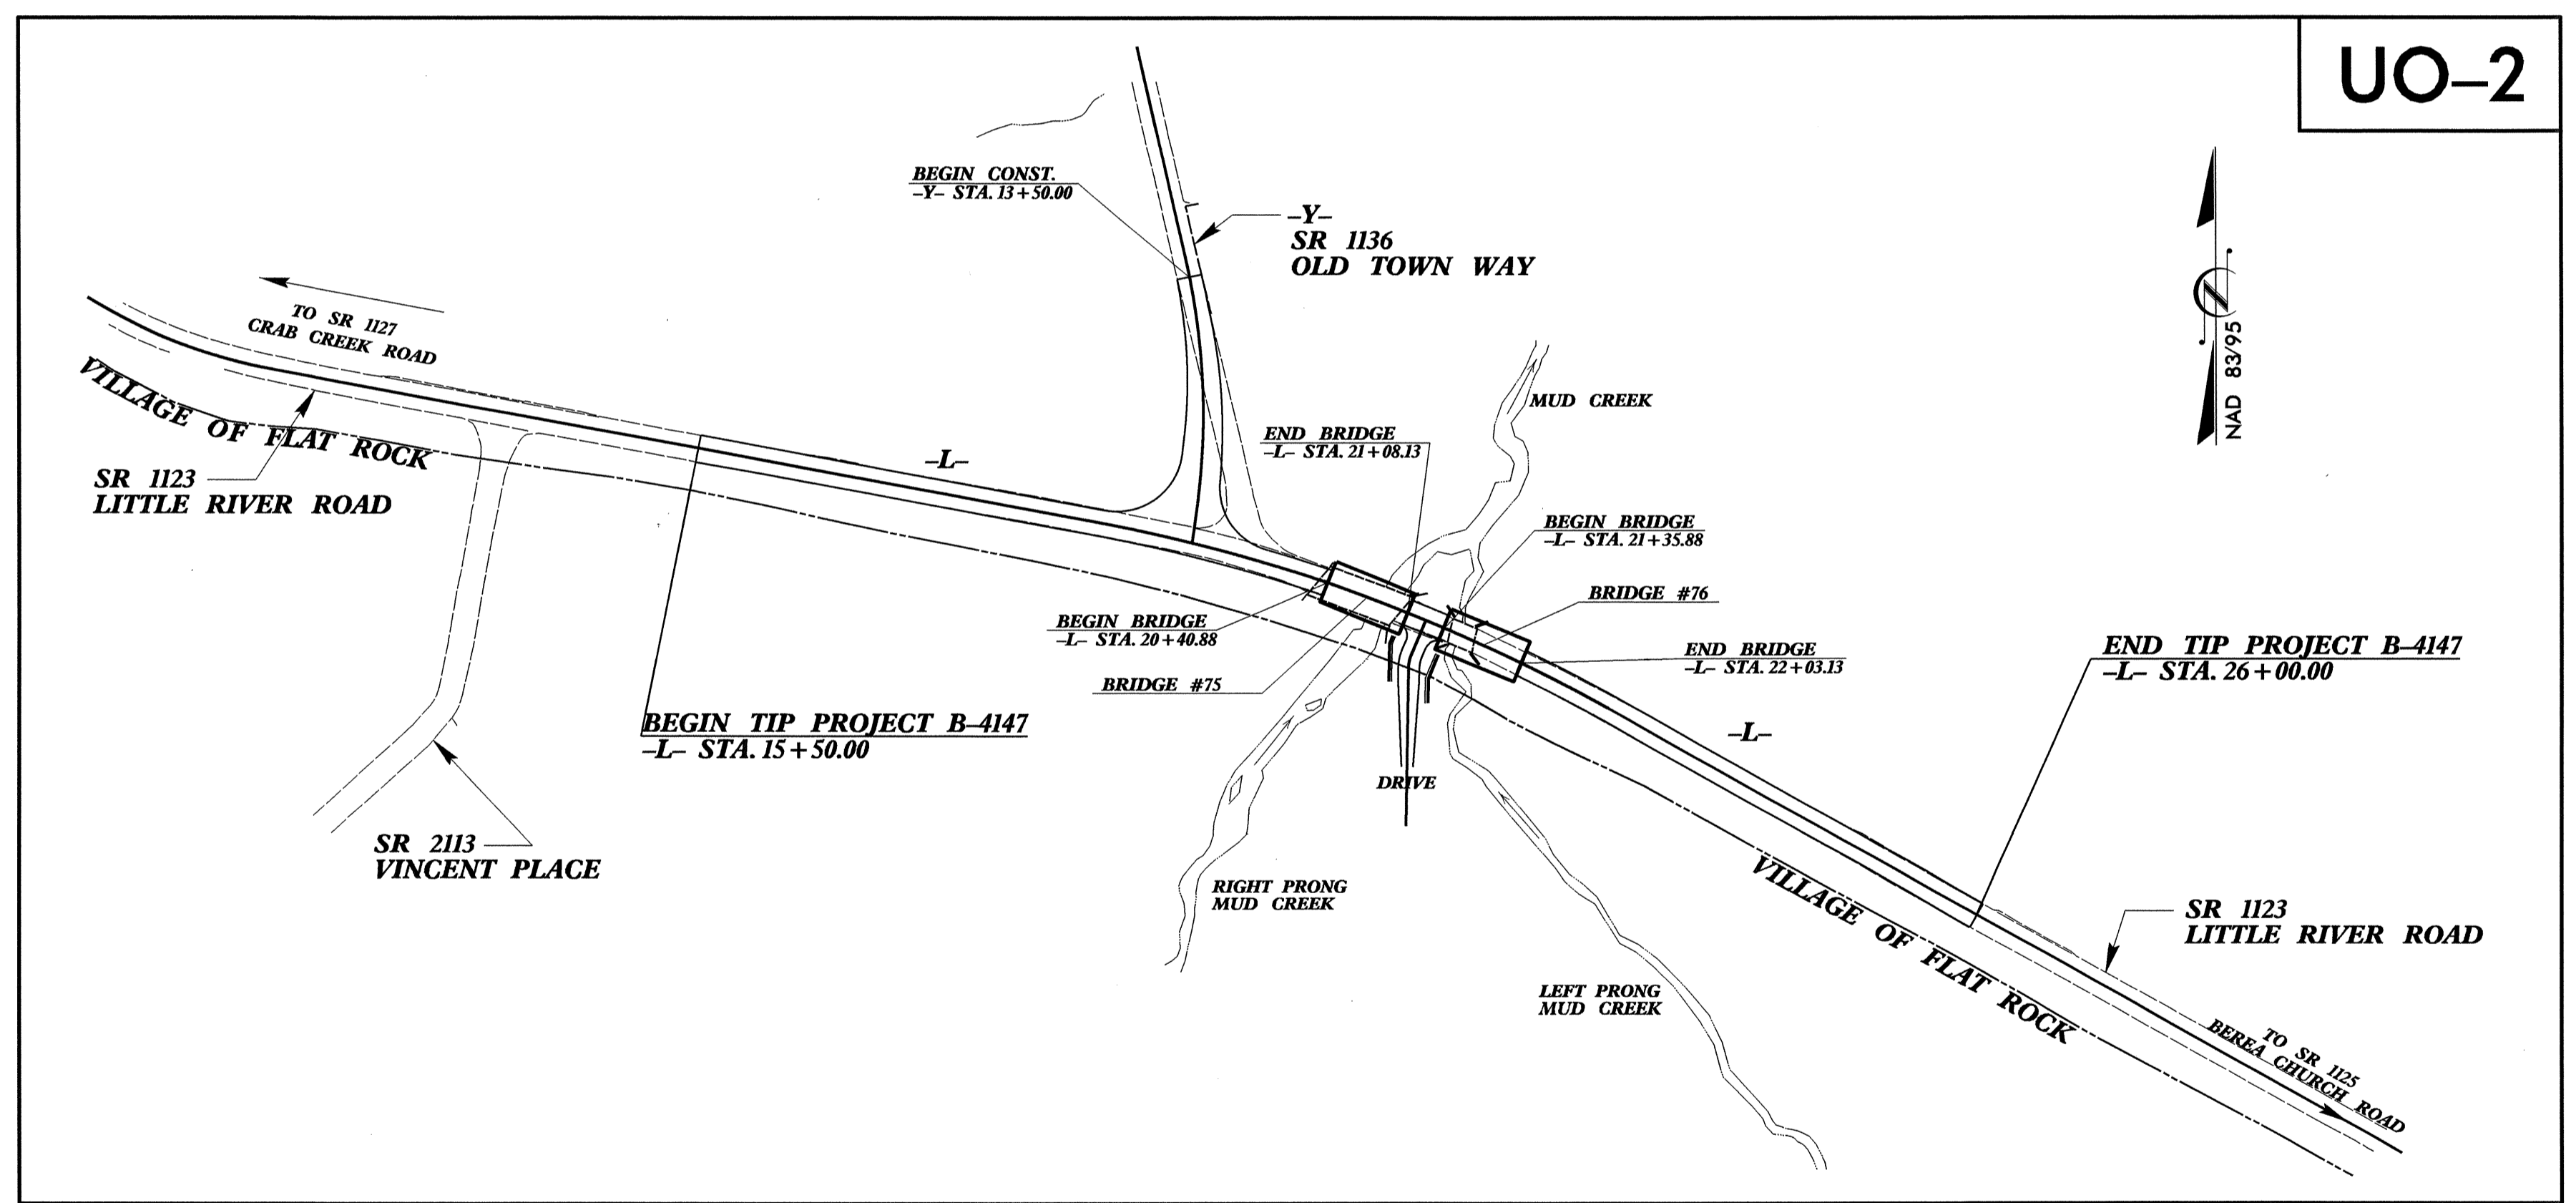 UO–2
BEGIN CONST.
–Y– STA. 13+50.00
–Y–
SR 1136
OLD TOWN WAY
NAD 83/95
TO SR 1127
CRAB CREEK ROAD
VILLAGE OF FLAT ROCK
SR 1123
LITTLE RIVER ROAD
–L–
MUD CREEK
END BRIDGE
–L– STA. 21+08.13
BEGIN BRIDGE
–L– STA. 21+35.88
BRIDGE #76
BEGIN BRIDGE
–L– STA. 20+40.88
END BRIDGE
–L– STA. 22+03.13
BRIDGE #75
END TIP PROJECT B–4147
–L– STA. 26+00.00
BEGIN TIP PROJECT B–4147
–L– STA. 15+50.00
–L–
DRIVE
SR 2113
VINCENT PLACE
RIGHT PRONG
MUD CREEK
VILLAGE OF FLAT ROCK
SR 1123
LITTLE RIVER ROAD
LEFT PRONG
MUD CREEK
TO SR 1125
BEREA CHURCH ROAD